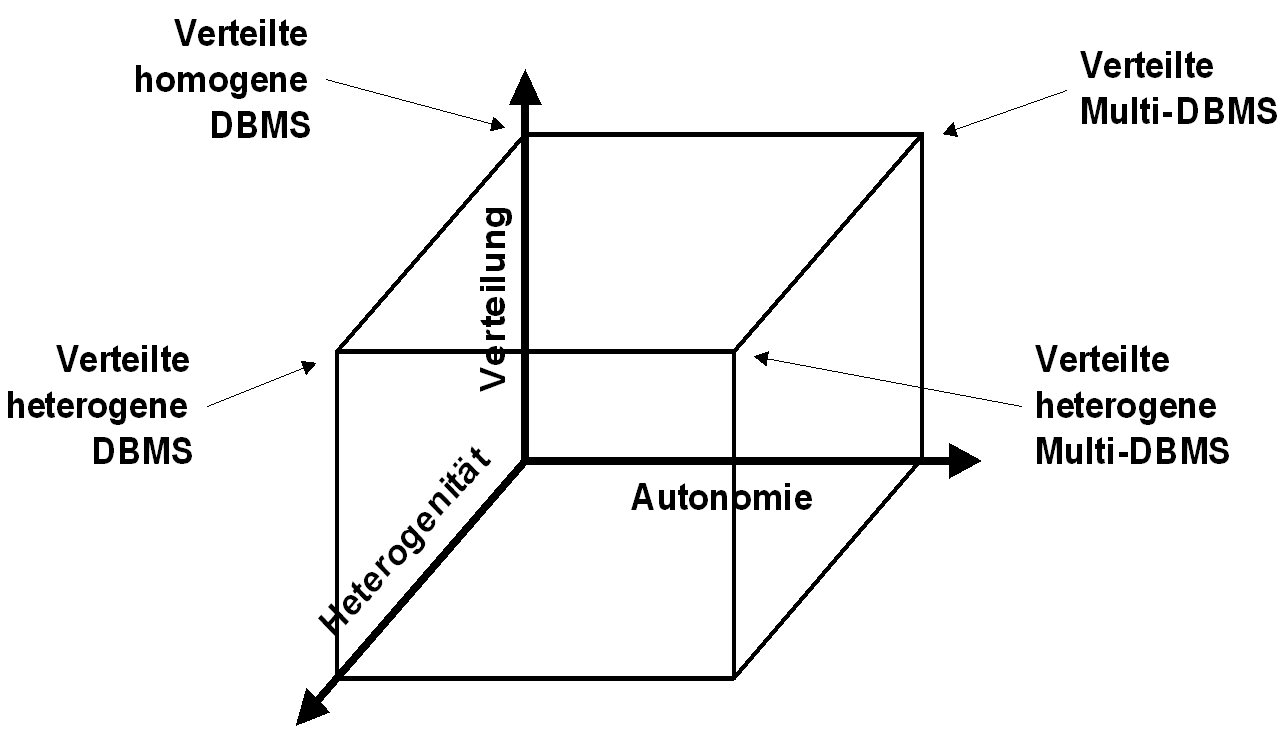 Verteilte
homogene
DBMS
Verteilte
Multi-DBMS
Verteilung
Verteilte
heterogene
DBMS
Verteilte
heterogene
Multi-DBMS
Heterogenität
Autonomie